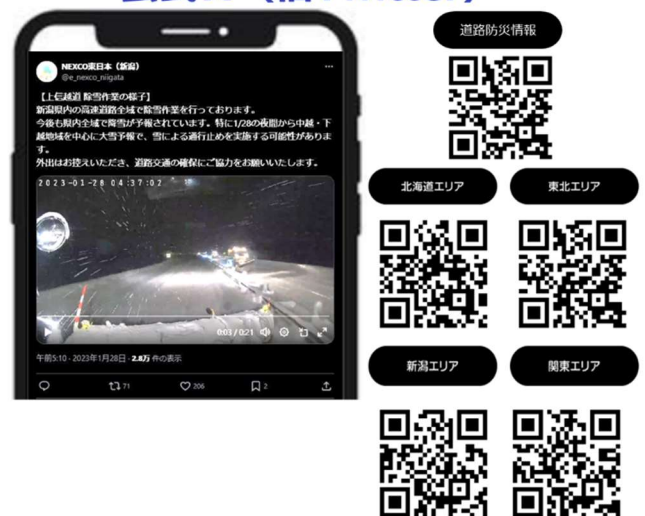 道路防災情報
NEXCO東日本（新潟）
@e_nexco_niigata
【上信越道 除雪作業の様子】
新潟県内の高速道路全域で除雪作業を行っております。
今後も県内全域で降雪が予報されています。特に1/28の夜間から中越・下
越地域を中心に大雪予報で、雪による通行止めを実施する可能性がありま
す。
外出はお控えいただき、道路交通の確保にご協力をお願いいたします。
2023-01-28 04:37:02
0:03/0:21
午前5:10 · 2023年1月28日 · 2.8万 件の表示
71
206
2
北海道エリア
東北エリア
新潟エリア
関東エリア